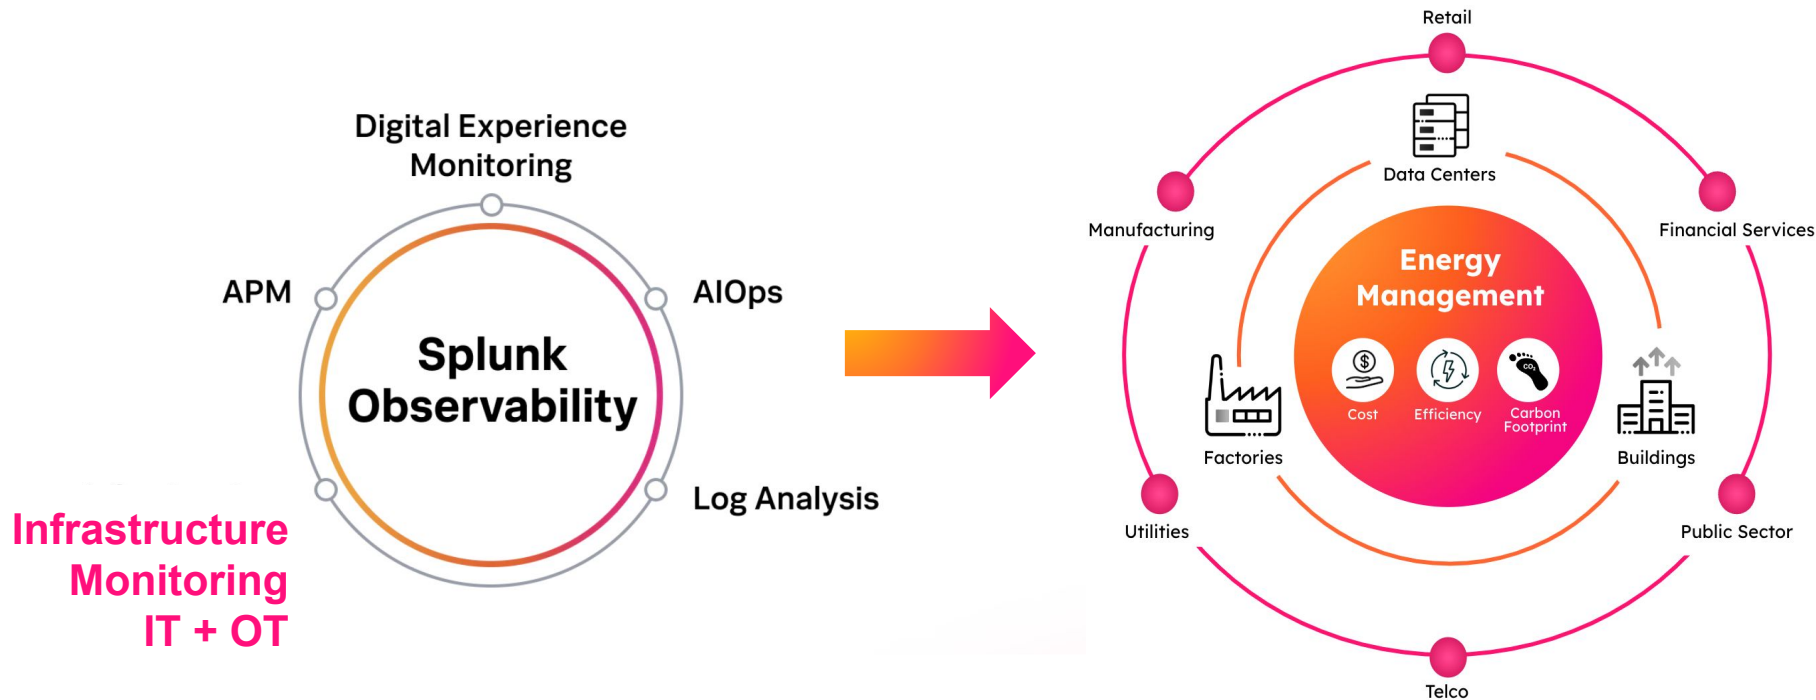 Digital Experience
Monitoring
APM
AIOps
Splunk
Observability
Log Analysis
Infrastructure
Monitoring
IT + OT
Retail
Data Centers
Manufacturing
Financial Services
Energy
Management
$
CO₂
Cost
Efficiency
Carbon
Footprint
Factories
Buildings
Utilities
Public Sector
Telco